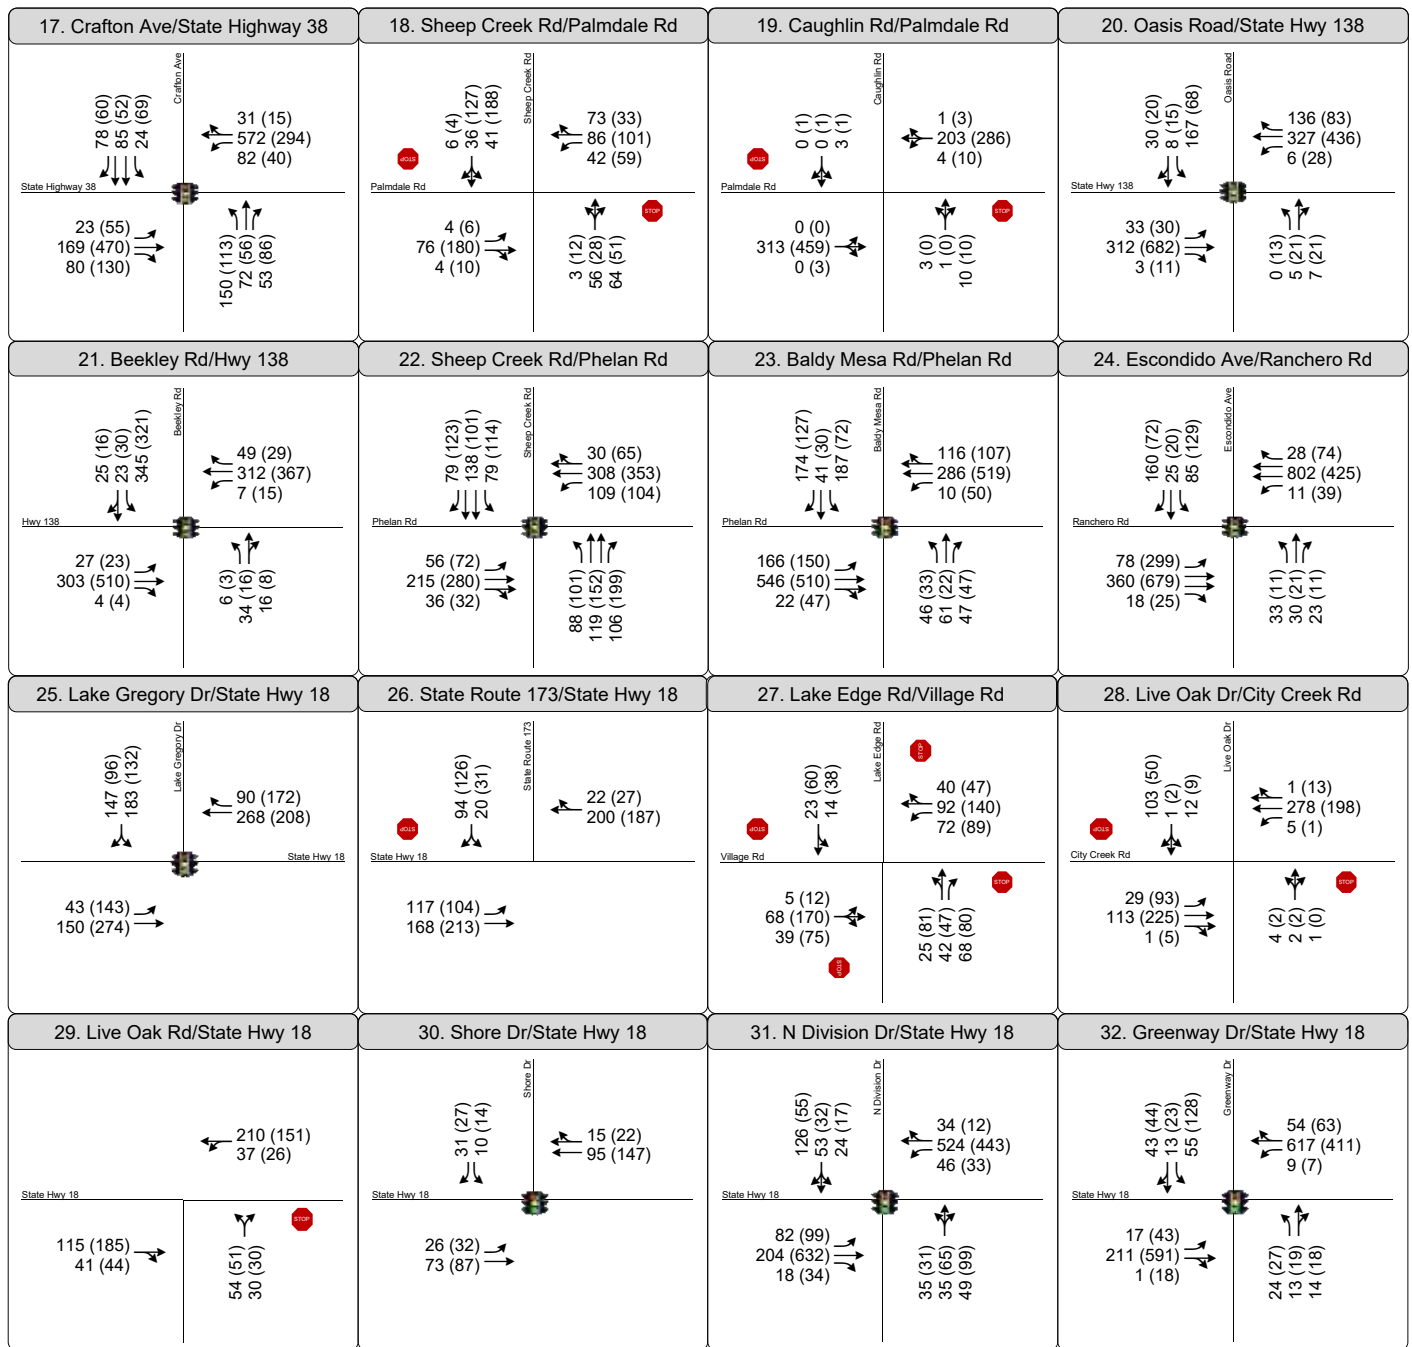 17. Crafton Ave/State Highway 38
Crafton Ave
78 (60)
85 (52)
24 (69)
31 (15)
572 (294)
82 (40)
State Highway 38
23 (55)
169 (470)
80 (130)
150 (113)
72 (56)
53 (86)
18. Sheep Creek Rd/Palmdale Rd
Sheep Creek Rd
6 (4)
36 (127)
41 (188)
73 (33)
86 (101)
42 (59)
STOP
Palmdale Rd
STOP
4 (6)
76 (180)
4 (10)
3 (12)
56 (28)
64 (51)
19. Caughlin Rd/Palmdale Rd
Caughlin Rd
0 (1)
0 (1)
3 (1)
1 (3)
203 (286)
4 (10)
STOP
Palmdale Rd
STOP
0 (0)
313 (459)
0 (3)
3 (0)
1 (0)
10 (10)
20. Oasis Road/State Hwy 138
Oasis Road
30 (20)
8 (15)
167 (68)
136 (83)
327 (436)
6 (28)
State Hwy 138
33 (30)
312 (682)
3 (11)
0 (13)
5 (21)
7 (21)
21. Beekley Rd/Hwy 138
Beekley Rd
25 (16)
23 (30)
345 (321)
49 (29)
312 (367)
7 (15)
Hwy 138
27 (23)
303 (510)
4 (4)
6 (3)
34 (16)
16 (8)
22. Sheep Creek Rd/Phelan Rd
Sheep Creek Rd
79 (123)
138 (101)
79 (114)
30 (65)
308 (353)
109 (104)
Phelan Rd
56 (72)
215 (280)
36 (32)
88 (101)
119 (152)
106 (199)
23. Baldy Mesa Rd/Phelan Rd
Baldy Mesa Rd
174 (127)
41 (30)
187 (72)
116 (107)
286 (519)
10 (50)
Phelan Rd
166 (150)
546 (510)
22 (47)
46 (33)
61 (22)
47 (47)
24. Escondido Ave/Ranchero Rd
Escondido Ave
160 (72)
25 (20)
85 (129)
28 (74)
802 (425)
11 (39)
Ranchero Rd
78 (299)
360 (679)
18 (25)
33 (11)
30 (21)
23 (11)
25. Lake Gregory Dr/State Hwy 18
Lake Gregory Dr
147 (96)
183 (132)
90 (172)
268 (208)
State Hwy 18
43 (143)
150 (274)
26. State Route 173/State Hwy 18
State Route 173
94 (126)
20 (31)
22 (27)
200 (187)
STOP
State Hwy 18
117 (104)
168 (213)
27. Lake Edge Rd/Village Rd
Lake Edge Rd
STOP
23 (60)
14 (38)
40 (47)
92 (140)
72 (89)
STOP
Village Rd
STOP
5 (12)
68 (170)
39 (75)
STOP
25 (81)
42 (47)
68 (80)
28. Live Oak Dr/City Creek Rd
Live Oak Dr
103 (50)
1 (2)
12 (9)
1 (13)
278 (198)
5 (1)
STOP
City Creek Rd
STOP
29 (93)
113 (225)
1 (5)
4 (2)
2 (2)
1 (0)
29. Live Oak Rd/State Hwy 18
210 (151)
37 (26)
State Hwy 18
STOP
115 (185)
41 (44)
54 (51)
30 (30)
30. Shore Dr/State Hwy 18
Shore Dr
31 (27)
10 (14)
15 (22)
95 (147)
State Hwy 18
26 (32)
73 (87)
31. N Division Dr/State Hwy 18
N Division Dr
126 (55)
53 (32)
24 (17)
34 (12)
524 (443)
46 (33)
State Hwy 18
82 (99)
204 (632)
18 (34)
35 (31)
35 (65)
49 (99)
32. Greenway Dr/State Hwy 18
Greenway Dr
43 (44)
13 (23)
55 (128)
54 (63)
617 (411)
9 (7)
State Hwy 18
17 (43)
211 (591)
1 (18)
24 (27)
13 (19)
14 (18)